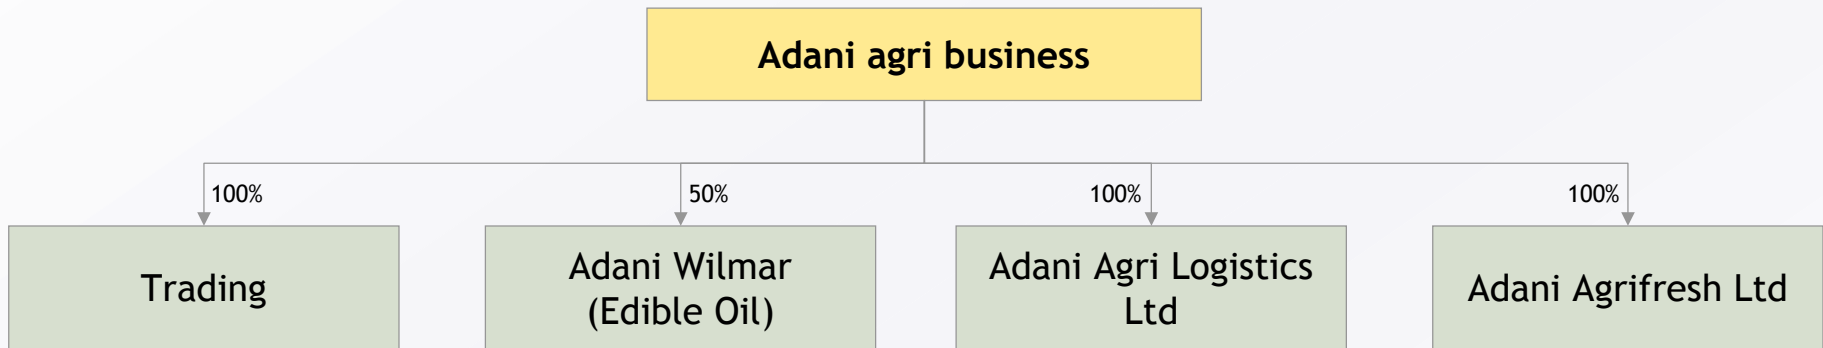 Adani agri business
100%
50%
100%
100%
Trading
Adani Wilmar
(Edible Oil)
Adani Agri Logistics
Ltd
Adani Agrifresh Ltd